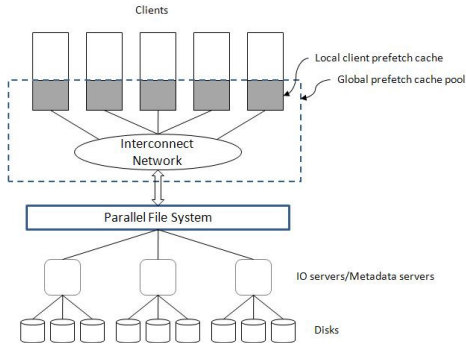 Clients
Local client prefetch cache
Global prefetch cache pool
Interconnect
Network
Parallel File System
IO servers/Metadata servers
Disks